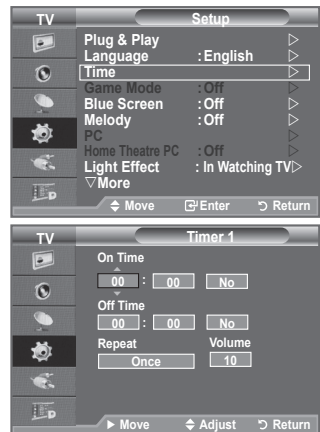 TV Setup
Plug & Play ▷
Language : English ▷
Time ▷
Game Mode : Off ▷
Blue Screen : Off ▷
Melody : Off ▷
PC ▷
Home Theatre PC : Off ▷
Light Effect : In Watching TV▷
▽More
Move Enter Return
TV Timer 1
On Time
00 : 00 No
Off Time
00 : 00 No
Repeat Volume
Once 10
Move Adjust Return